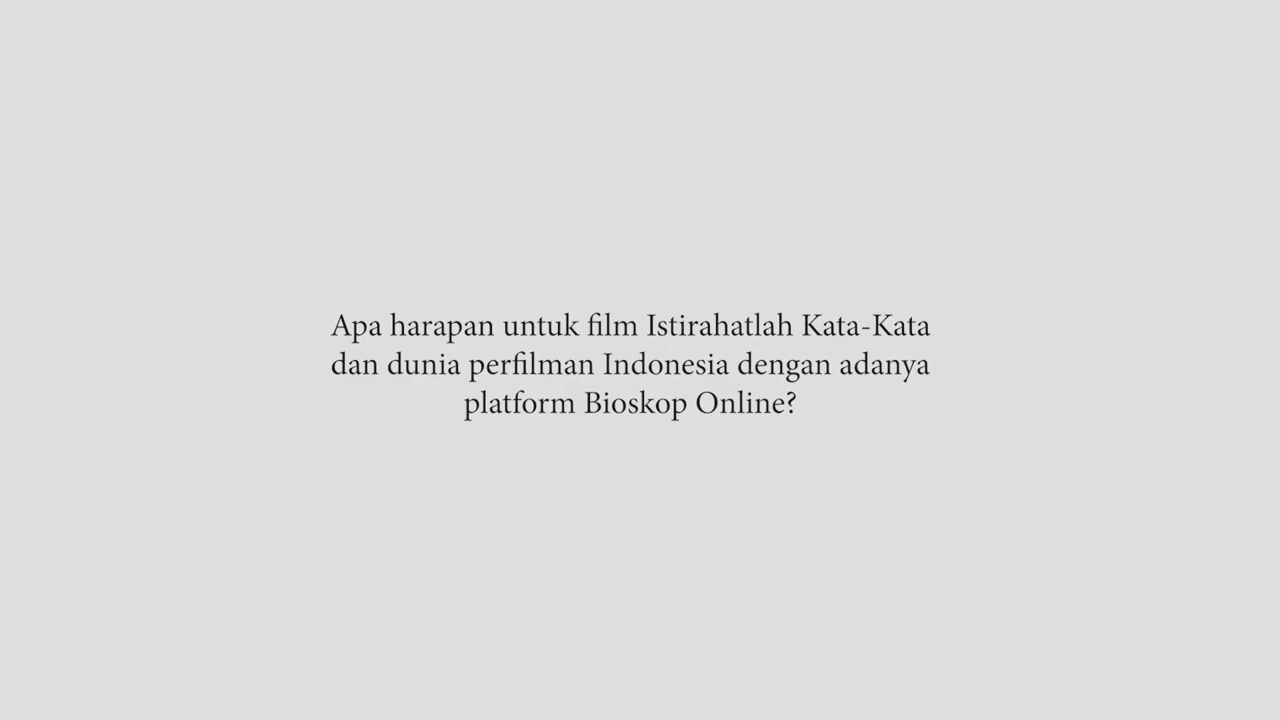 Apa harapan untuk film Istirahatlah Kata-Kata
dan dunia perfilman Indonesia dengan adanya
platform Bioskop Online?